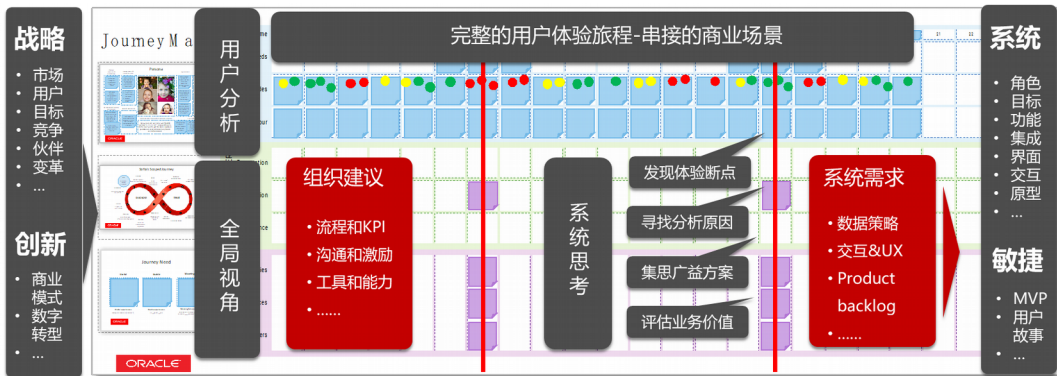 战略
• 市场
• 用户
• 目标
• 竞争
• 伙伴
• 变革
• ...
创新
• 商业
模式
• 数字
转型
• ...
Journey Ma
ORACLE
Journey Reced
ORACLE
用户分析
全局视角
完整的用户体验旅程-串接的商业场景
31
32
组织建议
• 流程和KPI
• 沟通和激励
• 工具和能力
• ......
系统思考
发现体验断点
寻找分析原因
集思广益方案
评估业务价值
系统需求
• 数据策略
• 交互&UX
• Product
backlog
• ......
系统
• 角色
• 目标
• 功能
• 集成
• 界面
• 交互
• 原型
• ...
敏捷
• MVP
• 用户
故事
• ...